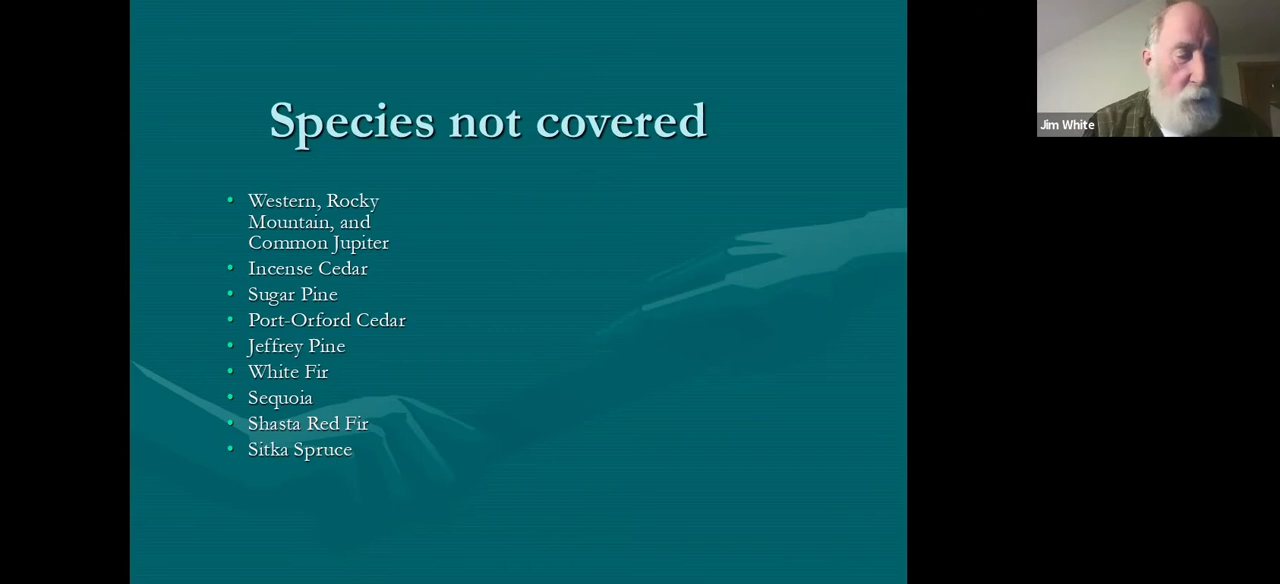 Species not covered
• Western, Rocky
Mountain, and
Common Jupiter
• Incense Cedar
• Sugar Pine
• Port-Orford Cedar
• Jeffrey Pine
• White Fir
• Sequoia
• Shasta Red Fir
• Sitka Spruce
Jim White